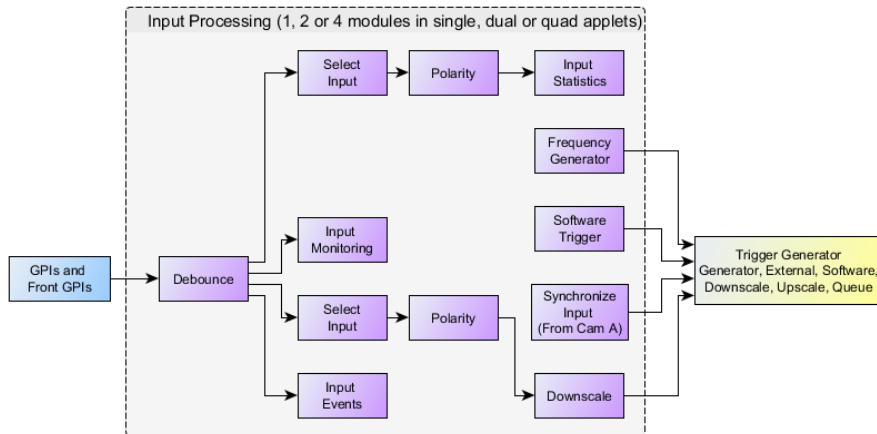 Input Processing (1, 2 or 4 modules in single, dual or quad applets)
Select
Input
Polarity
Input
Statistics
Frequency
Generator
Input
Monitoring
Software
Trigger
GPIs and
Front GPIs
Debounce
Trigger Generator
Generator, External, Software,
Downscale, Upscale, Queue
Select
Input
Polarity
Synchronize
Input
(From Cam A)
Input
Events
Downscale